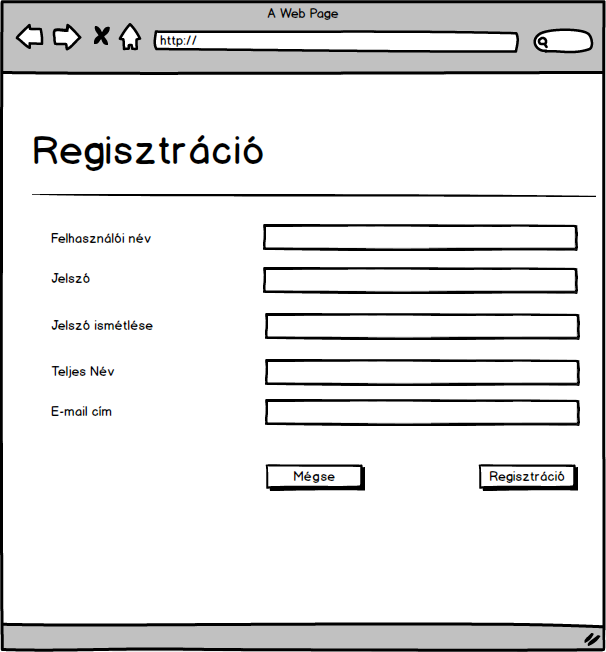 A Web Page
http://
Regisztráció
Felhasználói név
Jelszó
Jelszó ismétlése
Teljes Név
E-mail cím
Mégse
Regisztráció